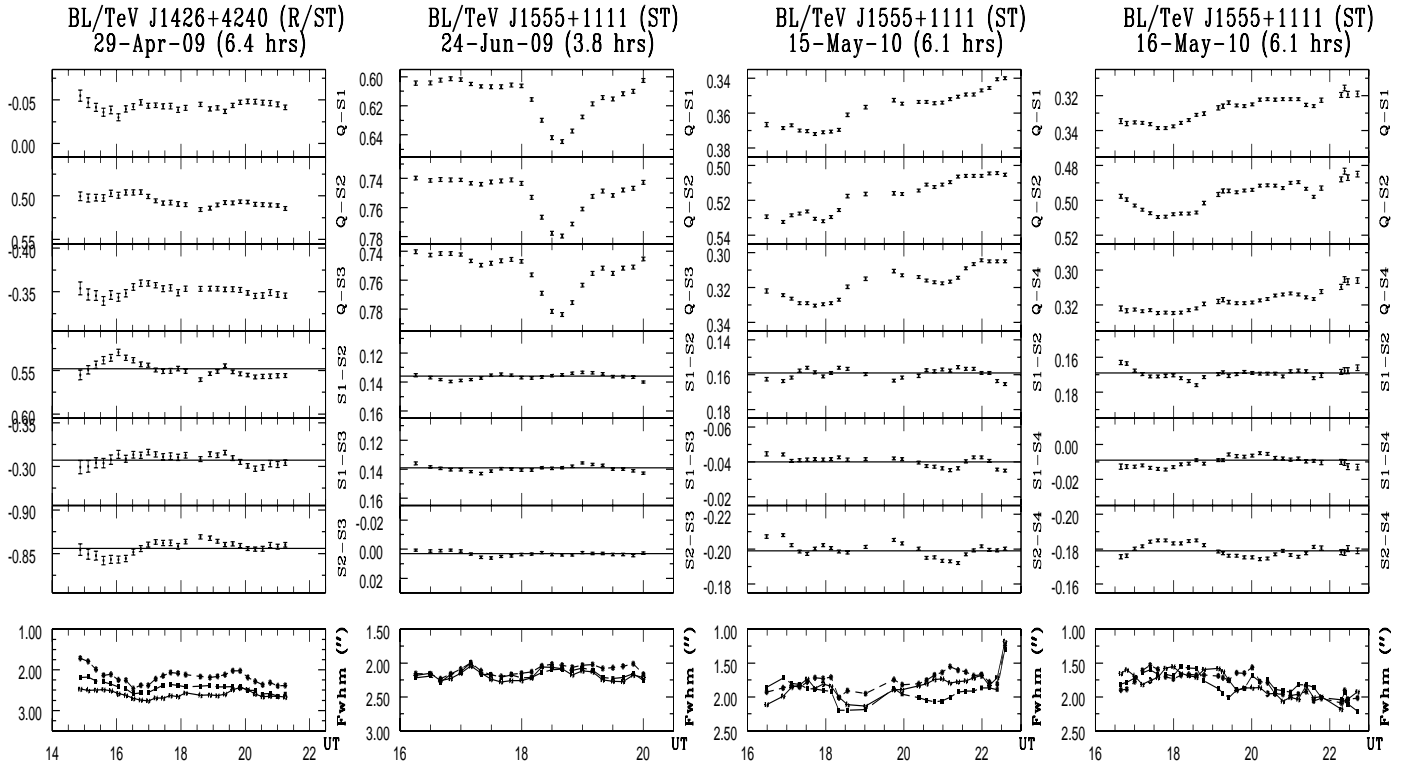 BL/TeV J1426+4240 (R/ST)
29-Apr-09 (6.4 hrs)
-0.05
0.00
Q-S1
0.50
0.55
Q-S2
-0.40
-0.35
Q-S3
0.55
0.60
S1-S2
-0.35
-0.30
S1-S3
-0.90
-0.85
S2-S3
1.00
2.00
3.00
Fwhm (")
14 16 18 20 22 UT
BL/TeV J1555+1111 (ST)
24-Jun-09 (3.8 hrs)
0.60
0.62
0.64
Q-S1
0.74
0.76
0.78
Q-S2
0.74
0.76
0.78
Q-S3
0.12
0.14
0.16
S1-S2
0.12
0.14
0.16
S1-S3
-0.02
0.00
0.02
S2-S3
1.50
2.00
2.50
3.00
Fwhm (")
16 17 18 19 20 UT
BL/TeV J1555+1111 (ST)
15-May-10 (6.1 hrs)
0.34
0.36
0.38
Q-S1
0.50
0.52
0.54
Q-S2
0.30
0.32
0.34
Q-S4
0.14
0.16
0.18
S1-S2
-0.06
-0.04
-0.02
S1-S4
-0.22
-0.20
-0.18
S2-S4
1.00
1.50
2.00
2.50
Fwhm (")
16 18 20 22 UT
BL/TeV J1555+1111 (ST)
16-May-10 (6.1 hrs)
0.32
0.34
Q-S1
0.48
0.50
0.52
Q-S2
0.30
0.32
Q-S4
0.16
0.18
S1-S2
0.00
-0.02
S1-S4
-0.20
-0.18
-0.16
S2-S4
1.00
1.50
2.00
2.50
Fwhm (")
16 18 20 22 UT